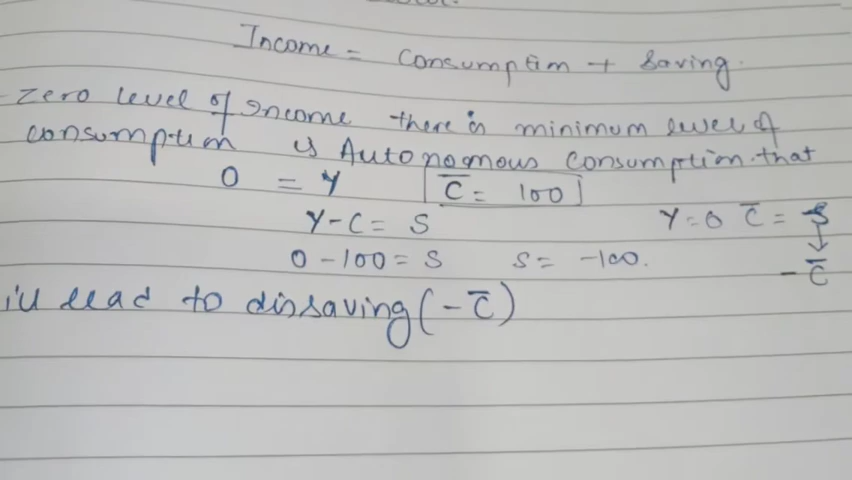 Income = Consumption + Saving.
Zero level of Income there is minimum level of
consumption is Autonomous consumption. that
0 = Y C̅ = 100
Y - C = S Y = 0 C̅ = S
0 - 100 = S S = -100. - C̅
i'll lead to dissaving (- C̅)